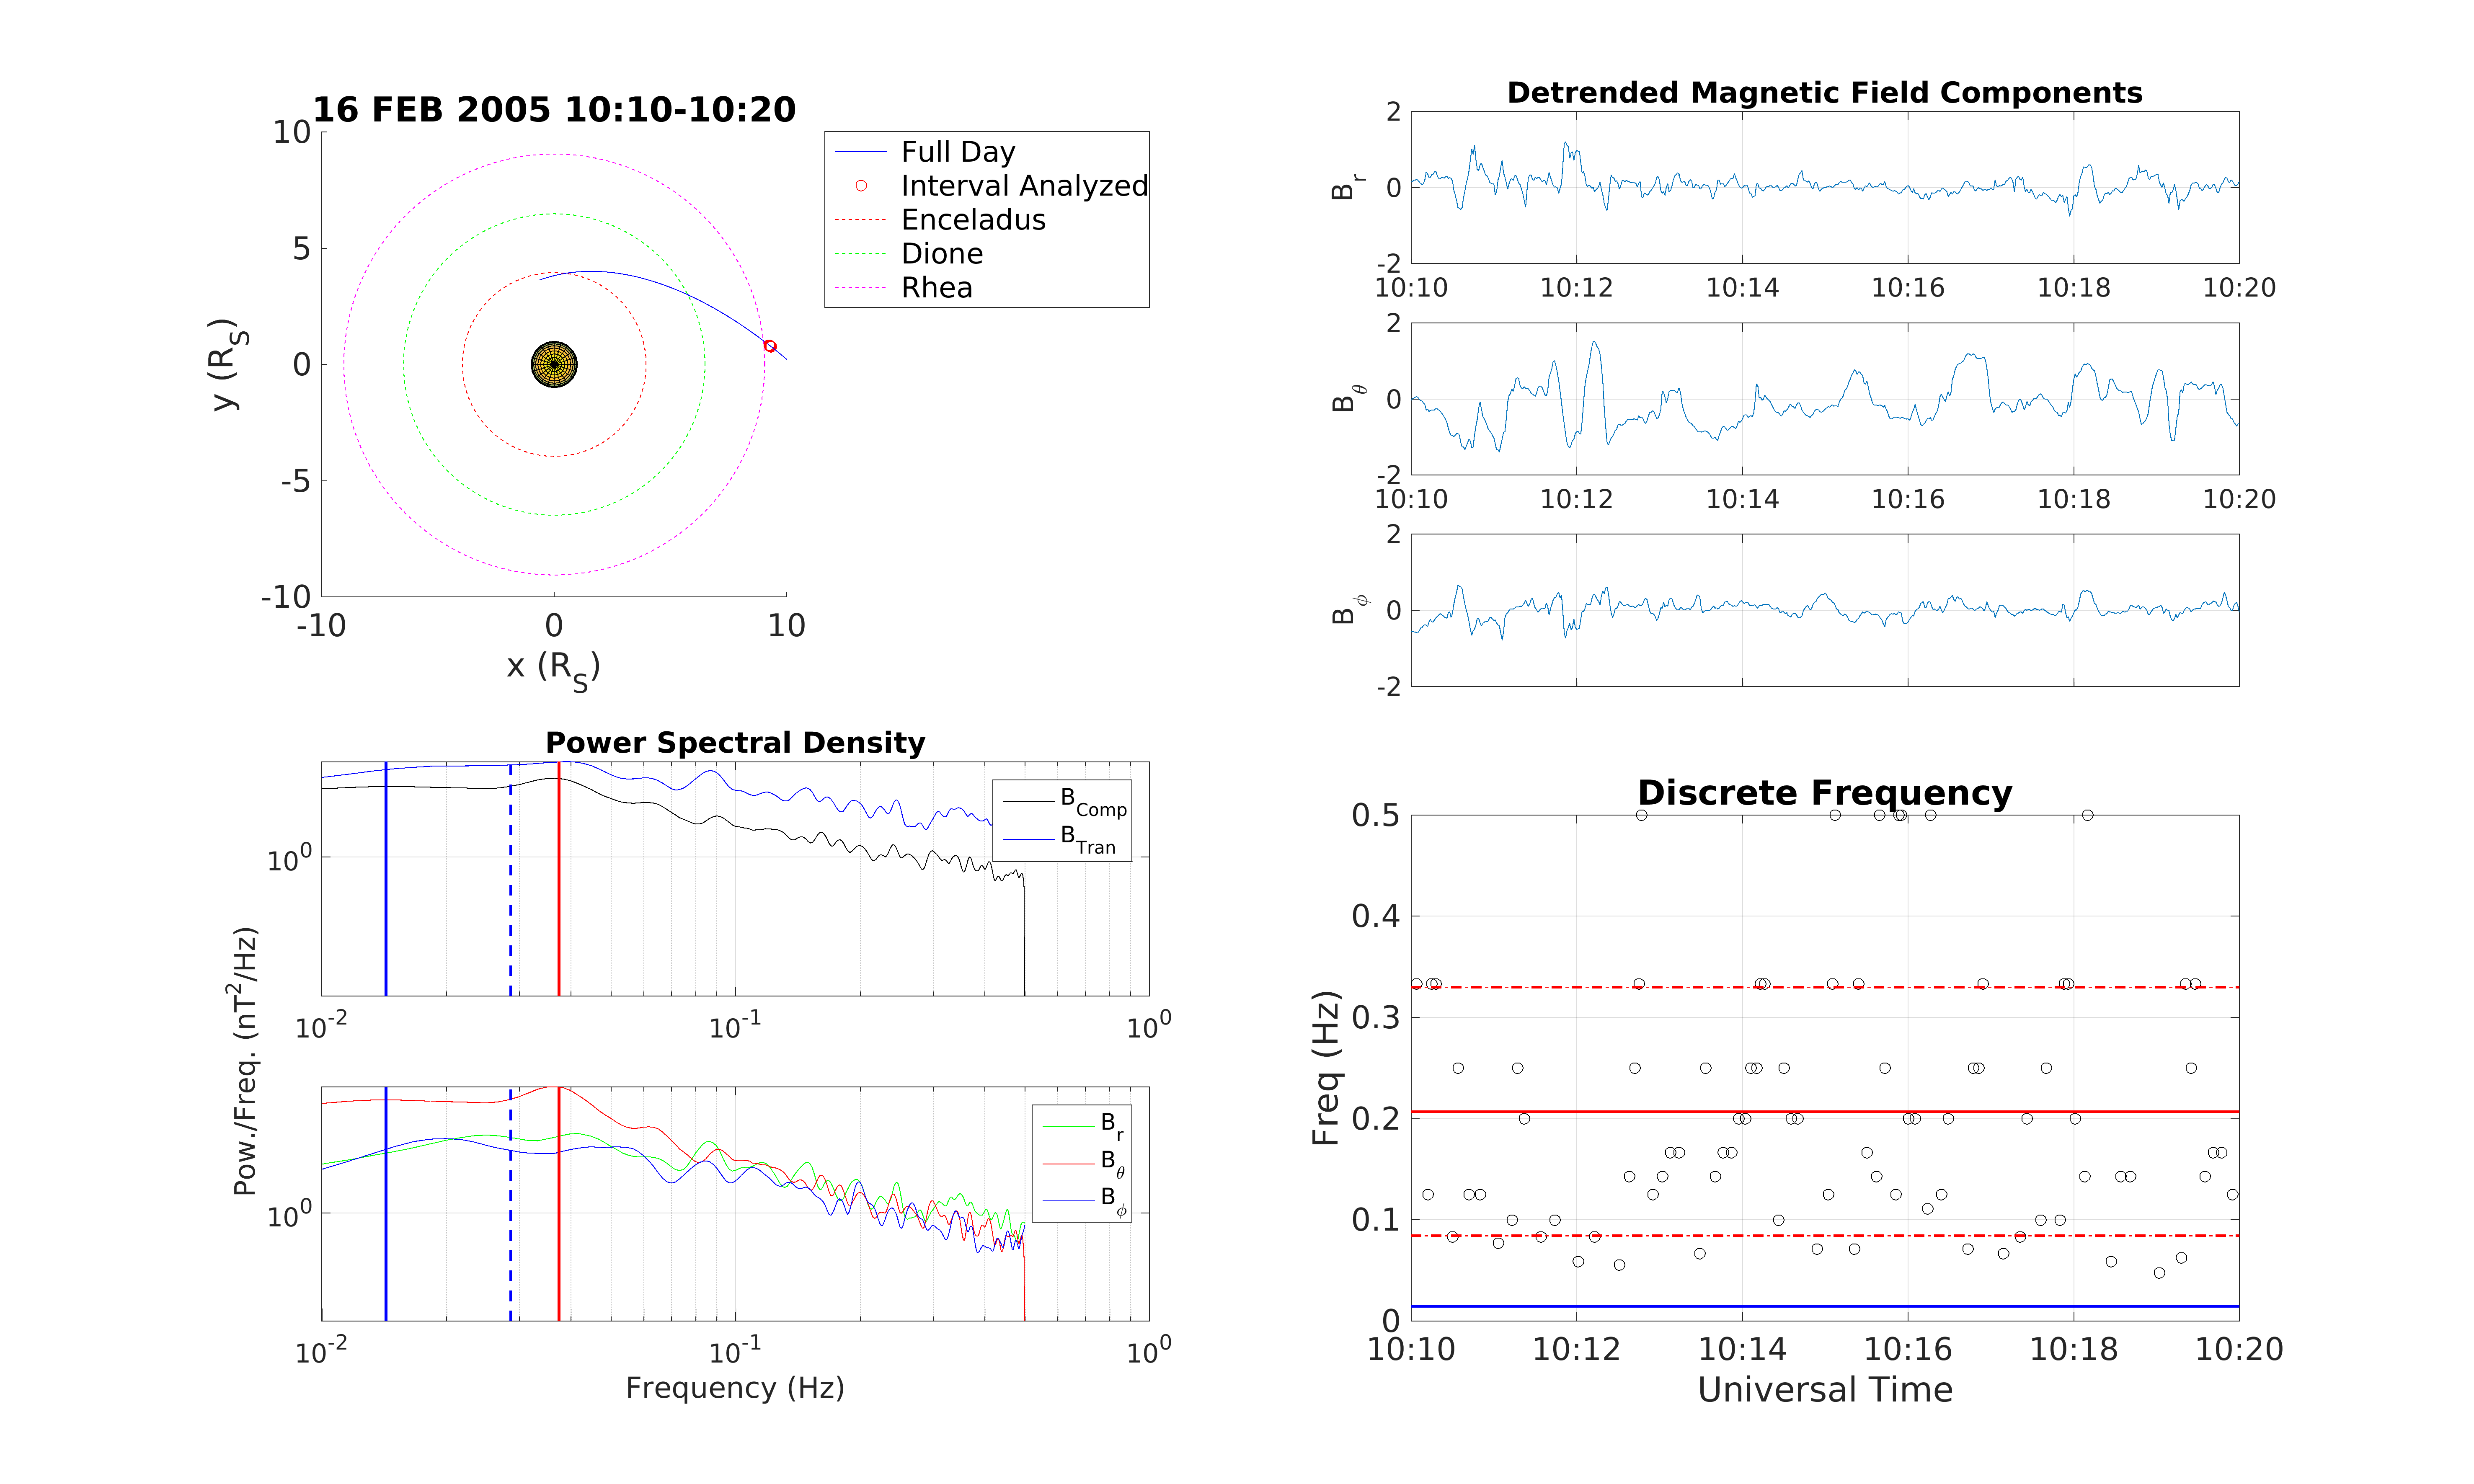 16 FEB 2005 10:10-10:20
10
5
0
-5
-10
-10
0
10
y (R_S)
x (R_S)
Full Day
Interval Analyzed
Enceladus
Dione
Rhea
Detrended Magnetic Field Components
2
0
-2
B_r
10:10
10:12
10:14
10:16
10:18
10:20
2
0
-2
B_θ
10:10
10:12
10:14
10:16
10:18
10:20
2
0
-2
B_ϕ
Power Spectral Density
10^0
B_Comp
B_Tran
10^-2
10^-1
10^0
Pow./Freq. (nT^2/Hz)
10^0
B_r
B_θ
B_ϕ
10^-2
10^-1
10^0
Frequency (Hz)
Discrete Frequency
0.5
0.4
0.3
0.2
0.1
0
Freq (Hz)
10:10
10:12
10:14
10:16
10:18
10:20
Universal Time